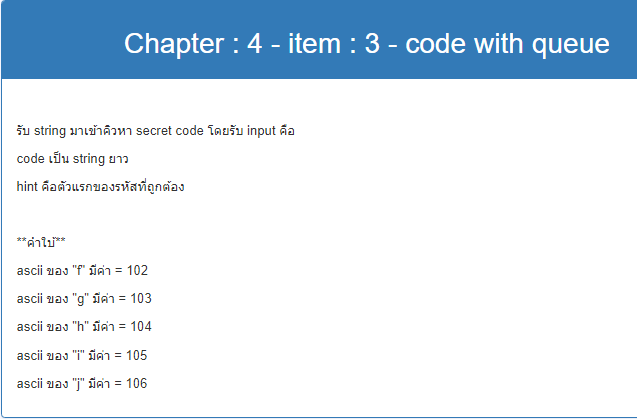 Chapter : 4 - item : 3 - code with queue
รับ string มาเข้าคิวหา secret code โดยรับ input คือ
code เป็น string ยาว
hint คือตัวแรกของรหัสที่ถูกต้อง
**คำใบ้**
ascii ของ "f" มีค่า = 102
ascii ของ "g" มีค่า = 103
ascii ของ "h" มีค่า = 104
ascii ของ "i" มีค่า = 105
ascii ของ "j" มีค่า = 106